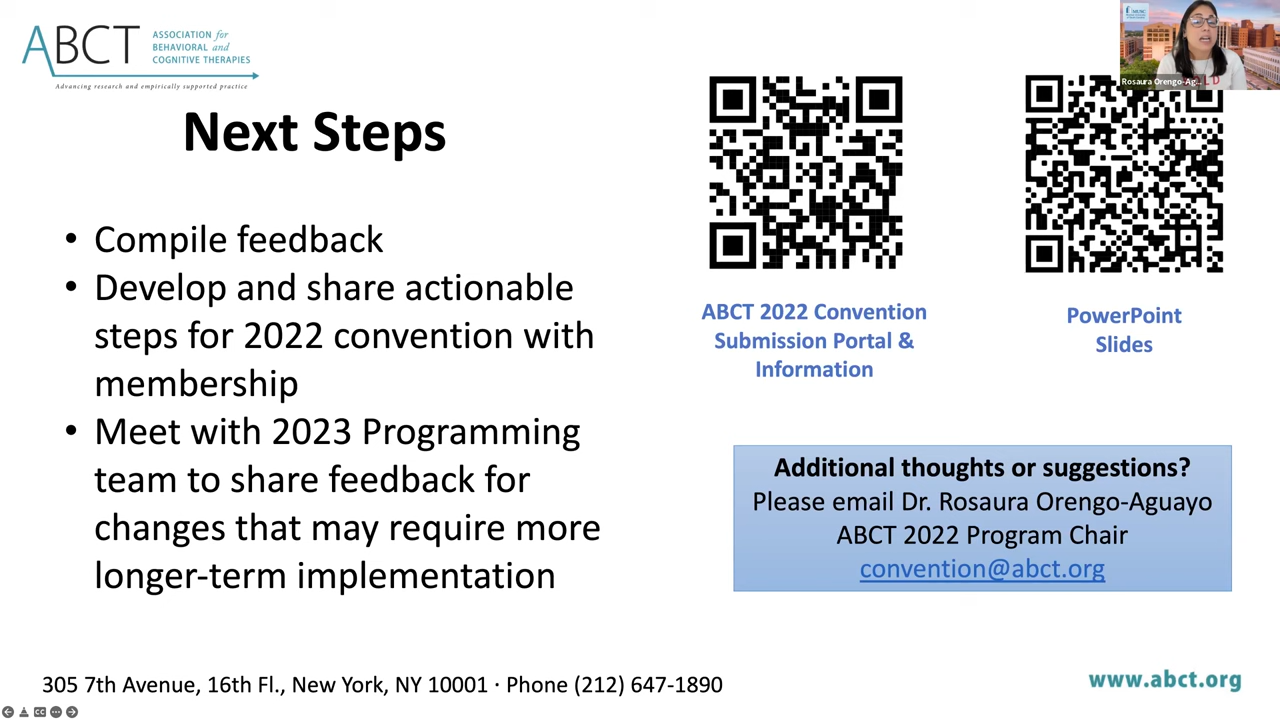 ABCT
ASSOCIATION for
BEHAVIORAL and
COGNITIVE THERAPIES
Advancing research and empirically supported practice
Next Steps
• Compile feedback
• Develop and share actionable
steps for 2022 convention with
membership
• Meet with 2023 Programming
team to share feedback for
changes that may require more
longer-term implementation
Rosaura Orengo-Ag...
ABCT 2022 Convention
Submission Portal &
Information
PowerPoint
Slides
Additional thoughts or suggestions?
Please email Dr. Rosaura Orengo-Aguayo
ABCT 2022 Program Chair
convention@abct.org
305 7th Avenue, 16th Fl., New York, NY 10001 · Phone (212) 647-1890
www.abct.org